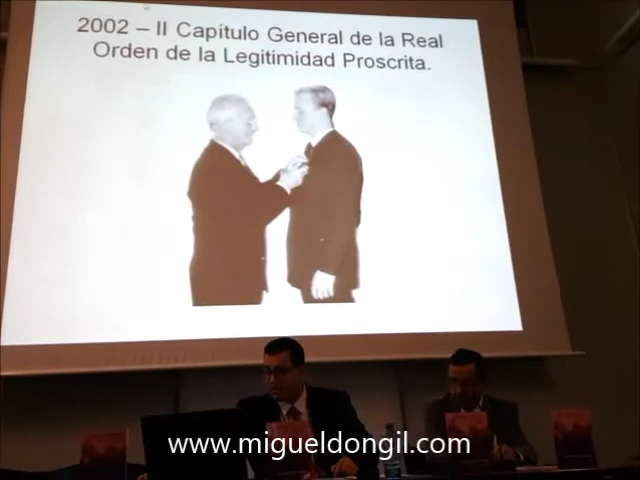 2002 – II Capítulo General de la Real
Orden de la Legitimidad Proscrita.
www.migueldongil.com